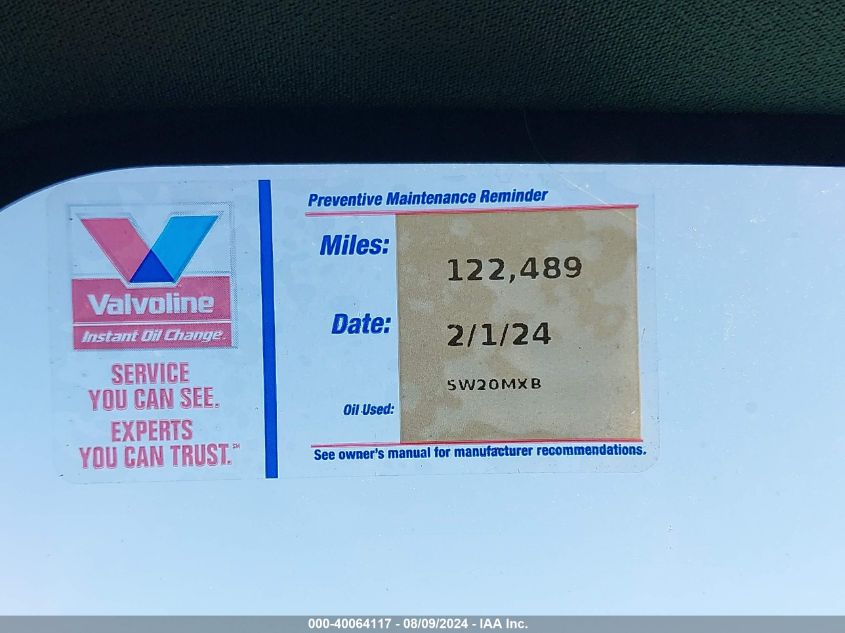 Valvoline
Instant Oil Change.
SERVICE
YOU CAN SEE.
EXPERTS
YOU CAN TRUST.℠
Preventive Maintenance Reminder
Miles: 122,489
Date: 2/1/24
Oil Used: 5W20MXB
See owner's manual for manufacturer recommendations.
000-40064117 - 08/09/2024 - IAA Inc.